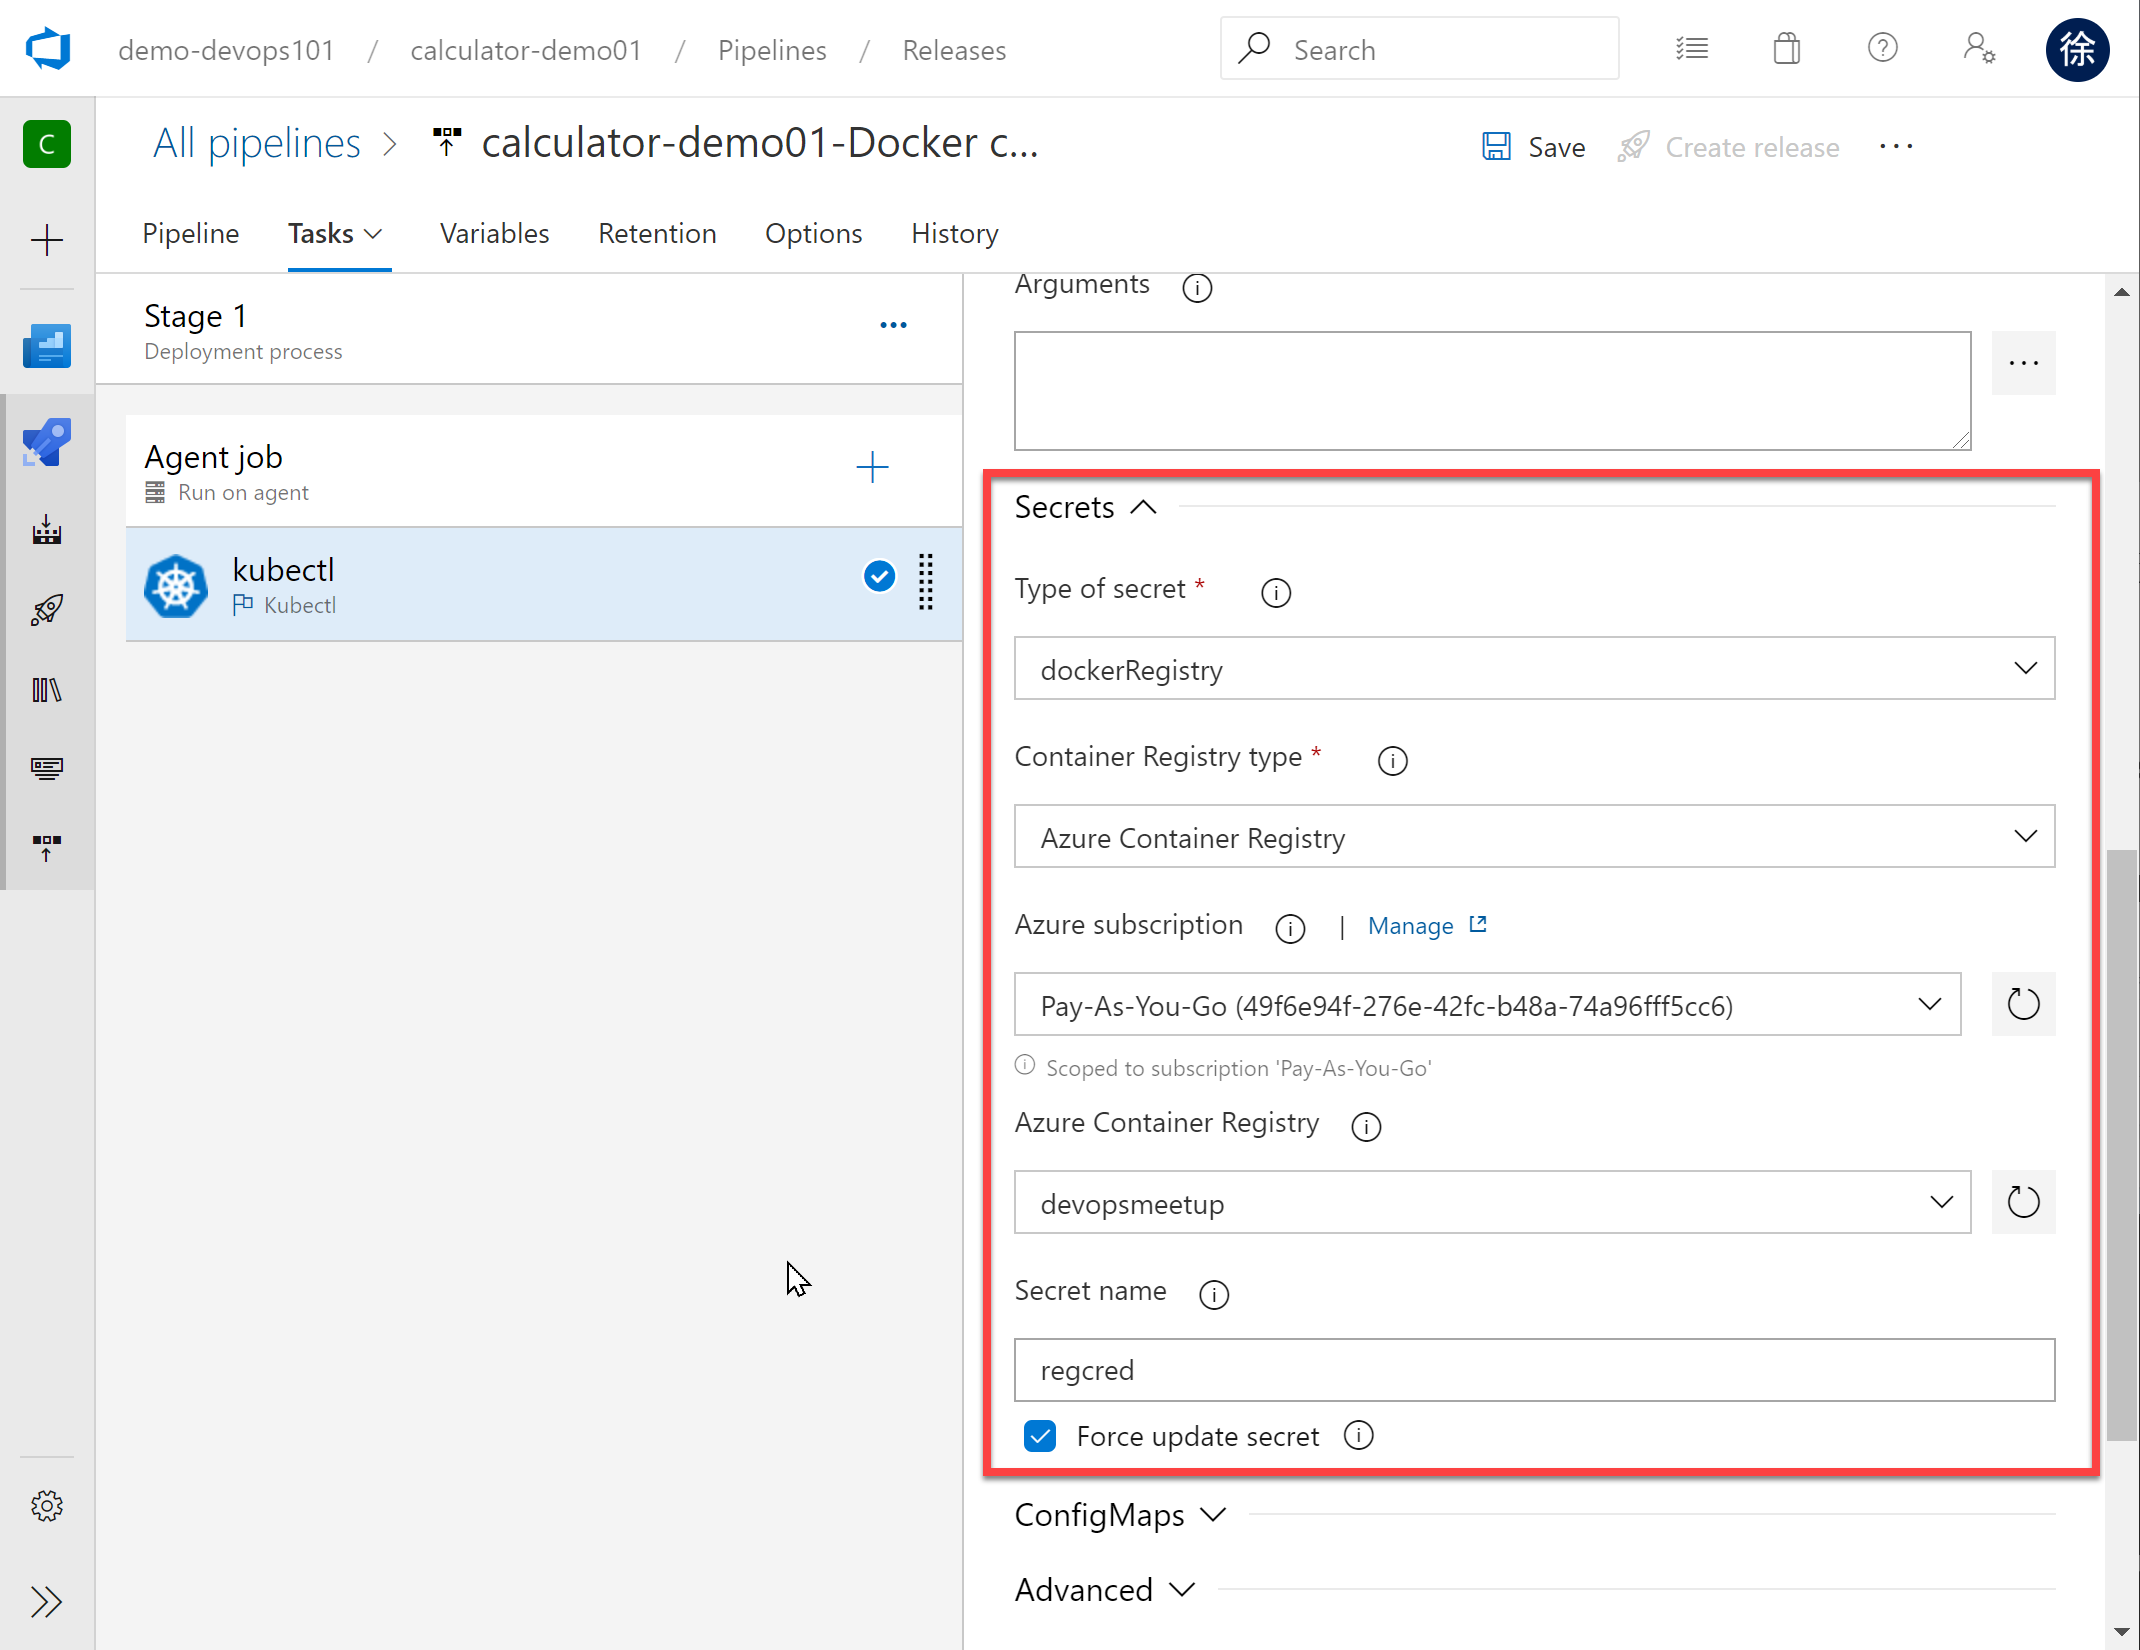 demo-devops101 / calculator-demo01 / Pipelines / Releases
Search
徐
C
All pipelines > calculator-demo01-Docker c...
Save
Create release
Pipeline
Tasks
Variables
Retention
Options
History
Stage 1
Deployment process
Agent job
Run on agent
kubectl
Kubectl
Arguments
Secrets
Type of secret *
dockerRegistry
Container Registry type *
Azure Container Registry
Azure subscription | Manage
Pay-As-You-Go (49f6e94f-276e-42fc-b48a-74a96fff5cc6)
Scoped to subscription 'Pay-As-You-Go'
Azure Container Registry
devopsmeetup
Secret name
regcred
Force update secret
ConfigMaps
Advanced